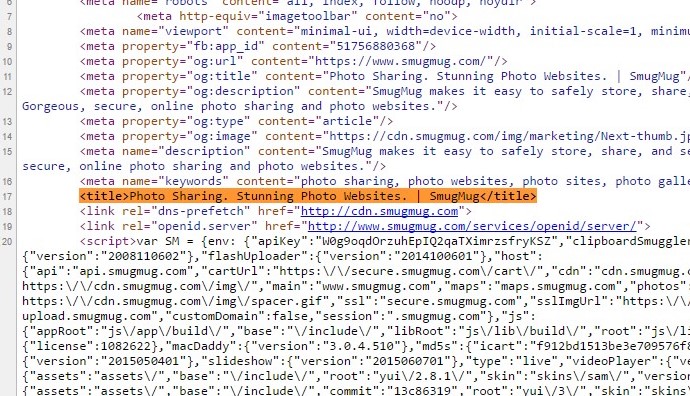 6 <meta name="robots" content="all, index, follow, noodp, noydir"
7 <meta http-equiv="imagetoolbar" content="no">
8 <meta name="viewport" content="minimal-ui, width=device-width, initial-scale=1, minimu
9 <meta property="fb:app_id" content="51756880368"/>
10 <meta property="og:url" content="https://www.smugmug.com/"/>
11 <meta property="og:title" content="Photo Sharing. Stunning Photo Websites. | SmugMug"/
12 <meta property="og:description" content="SmugMug makes it easy to safely store, share,
Gorgeous, secure, online photo sharing and photo websites."/>
13 <meta property="og:type" content="article"/>
14 <meta property="og:image" content="https://cdn.smugmug.com/img/marketing/Next-thumb.jp
15 <meta name="description" content="SmugMug makes it easy to safely store, share, and se
secure, online photo sharing and photo websites."/>
16 <meta name="keywords" content="photo sharing, photo websites, photo sites, photo galle
17 <title>Photo Sharing. Stunning Photo Websites. | SmugMug</title>
18 <link rel="dns-prefetch" href="http://cdn.smugmug.com">
19 <link rel="openid.server" href="http://www.smugmug.com/services/openid/server/">
20 <script>var SM = {env: {"apiKey":"W0g9oqdOrzuhEpIQ2qaTXimrzsfryKSZ","clipboardSmuggler
{"version":"2008110602"},"flashUploader":{"version":"2014100601"},"host":
{"api":"api.smugmug.com","cartUrl":"https:\/\/secure.smugmug.com\/cart\/","cdn":"cdn.smugm
https:\/\/cdn.smugmug.com\/img\/","main":"www.smugmug.com","maps":"maps.smugmug.com","photos"
https:\/\/cdn.smugmug.com\/img\/spacer.gif","ssl":"secure.smugmug.com","sslImgUrl":"https:\/\
upload.smugmug.com","customDomain":false,"session":".smugmug.com"},"js":
{"appRoot":"js\/app\/build\/","base":"\/include\/","libRoot":"js\/lib\/build\/","root":"js\/l
{"license":1082622},"macDaddy":{"version":"3.0.4.510"},"md5s":{"icart":"f912bd1513be3e709576f8
{"version":"2015050401"},"slideshow":{"version":"2015060701"},"type":"live","videoPlayer":{"ve
{"assets":"assets\/","base":"\/include\/","root":"yui\/2.8.1\/","skin":"skins\/sam\/","version
{"assets":"assets\/","base":"\/include\/","commit":"13c86319","root":"yui\/3\/","skin":"skins